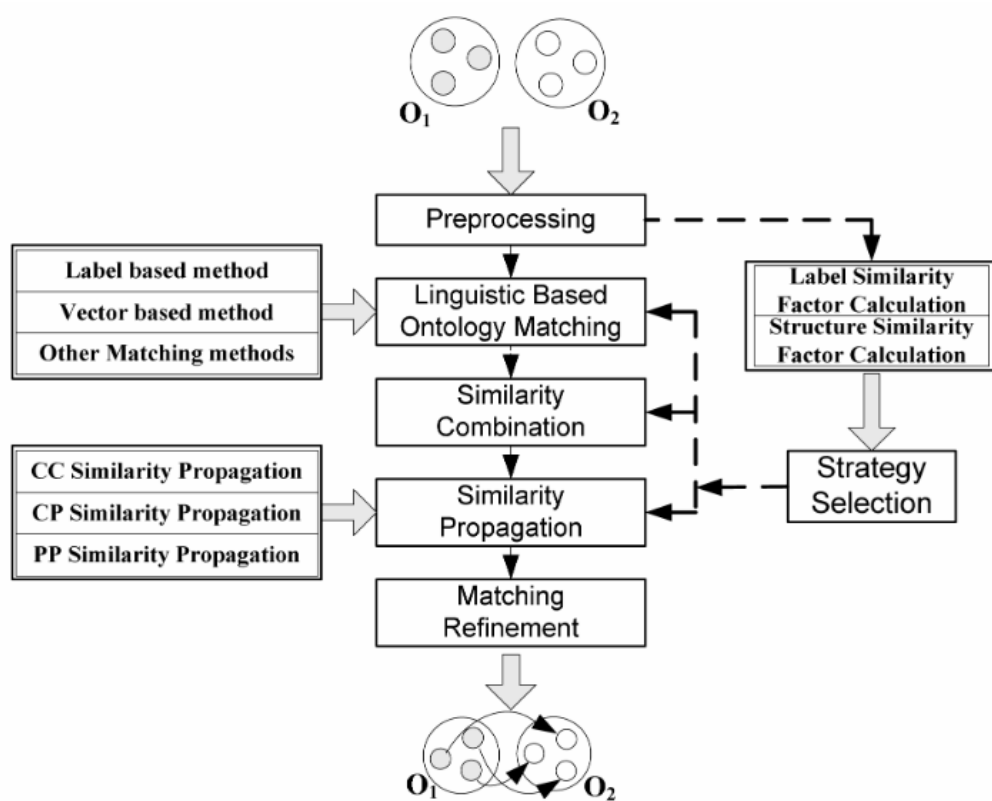 O1
O2
Preprocessing
Label based method
Vector based method
Other Matching methods
Linguistic Based
Ontology Matching
Label Similarity
Factor Calculation
Structure Similarity
Factor Calculation
Similarity
Combination
CC Similarity Propagation
CP Similarity Propagation
PP Similarity Propagation
Similarity
Propagation
Strategy
Selection
Matching
Refinement
O1
O2